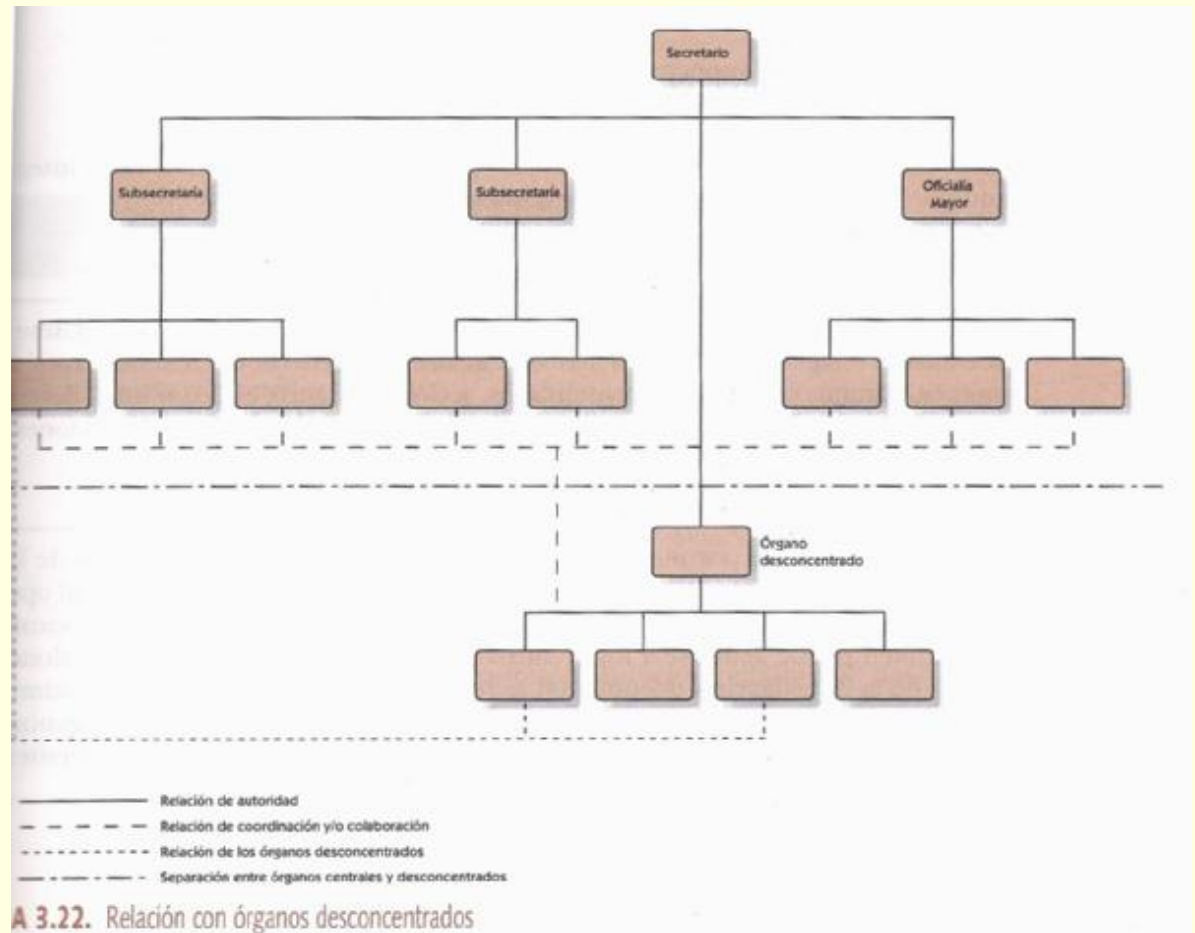 Secretario
Subsecretaría
Subsecretaría
Oficialía
Mayor
Órgano
desconcentrado
Relación de autoridad
Relación de coordinación y/o colaboración
Relación de los órganos desconcentrados
Separación entre órganos centrales y desconcentrados
A 3.22. Relación con órganos desconcentrados